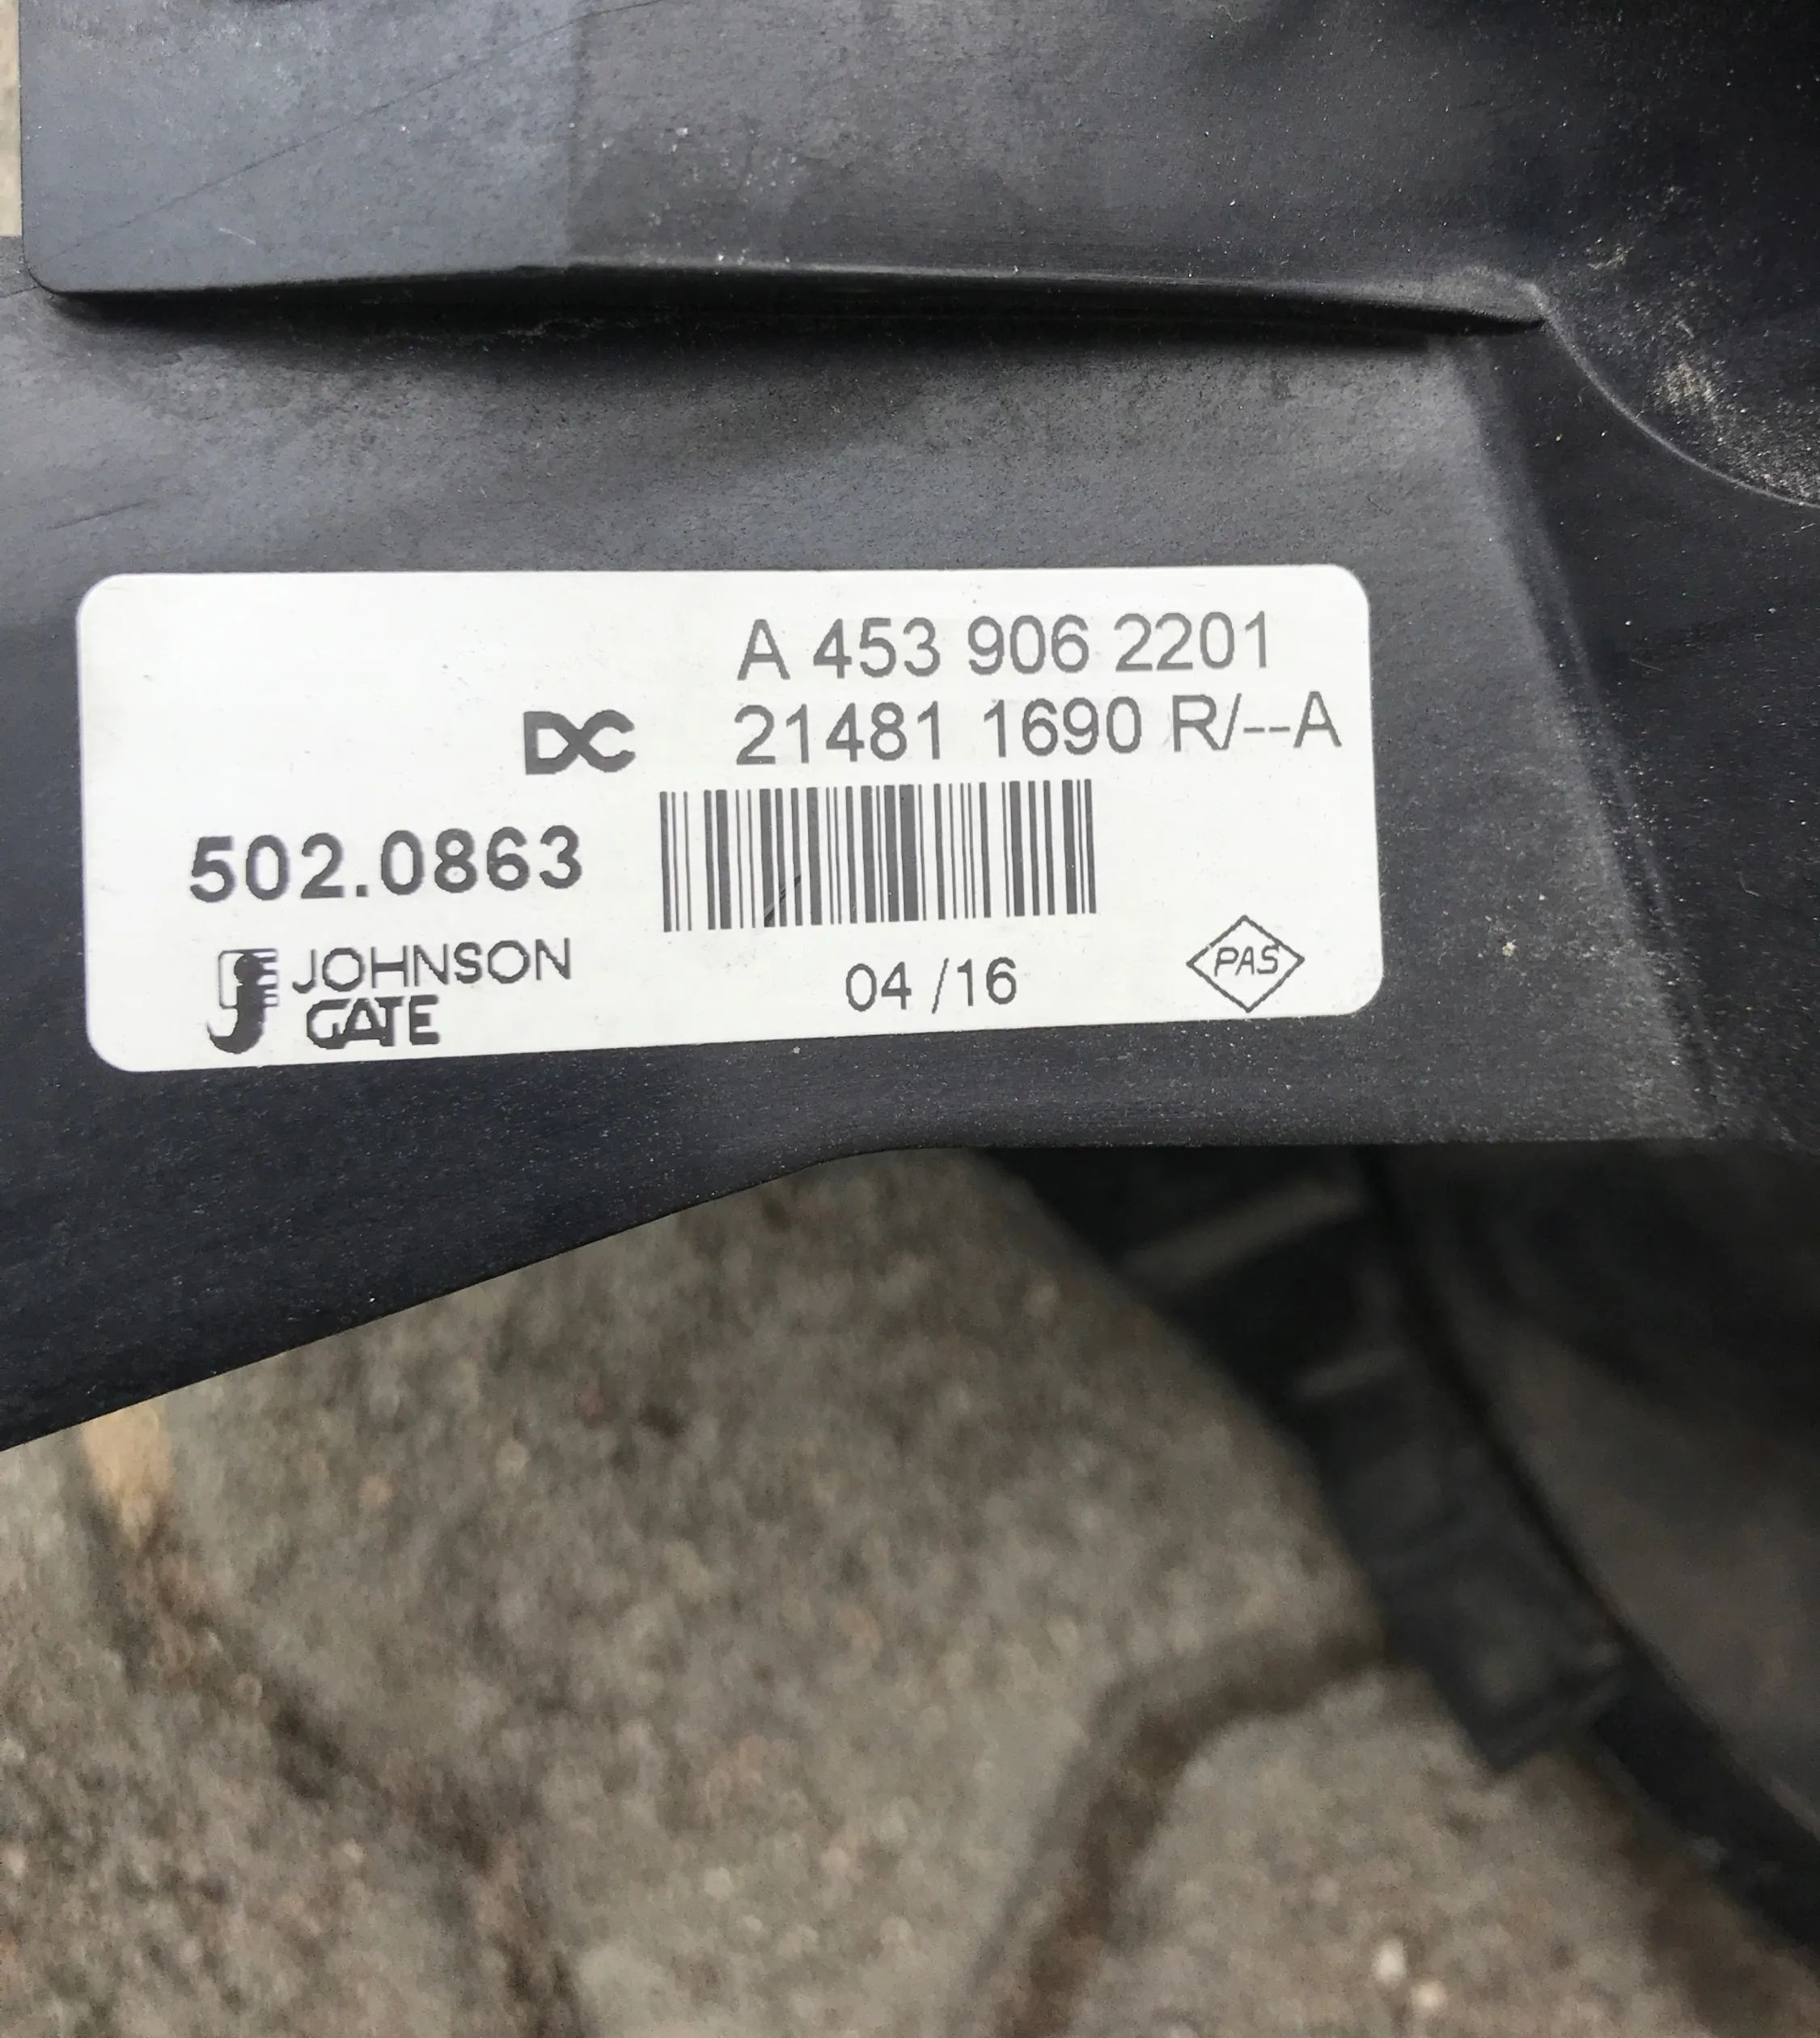 A 453 906 2201
DC 21481 1690 R/--A
502.0863
JOHNSON
GATE
04 /16
PAS